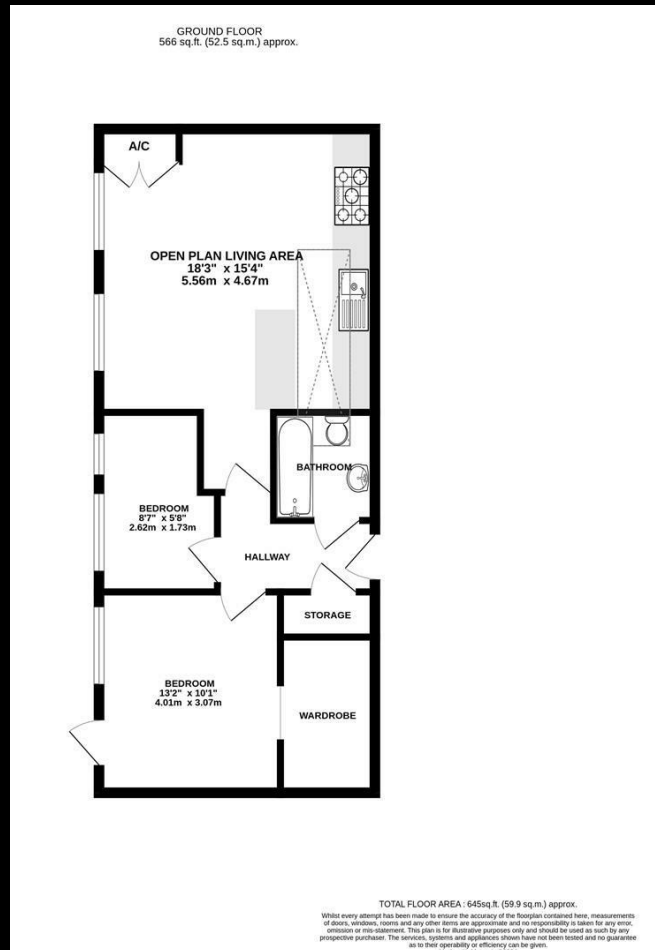 GROUND FLOOR
566 sq.ft. (52.5 sq.m.) approx.
A/C
OPEN PLAN LIVING AREA
18'3" x 15'4"
5.56m x 4.67m
BATHROOM
BEDROOM
8'7" x 5'8"
2.62m x 1.73m
HALLWAY
STORAGE
BEDROOM
13'2" x 10'1"
4.01m x 3.07m
WARDROBE
TOTAL FLOOR AREA : 645sq.ft. (59.9 sq.m.) approx.
Whilst every attempt has been made to ensure the accuracy of the floorplan contained here, measurements
of doors, windows, rooms and any other items are approximate and no responsibility is taken for any error,
omission or mis-statement. This plan is for illustrative purposes only and should be used as such by any
prospective purchaser. The services, systems and appliances shown have not been tested and no guarantee
as to their operability or efficiency can be given.